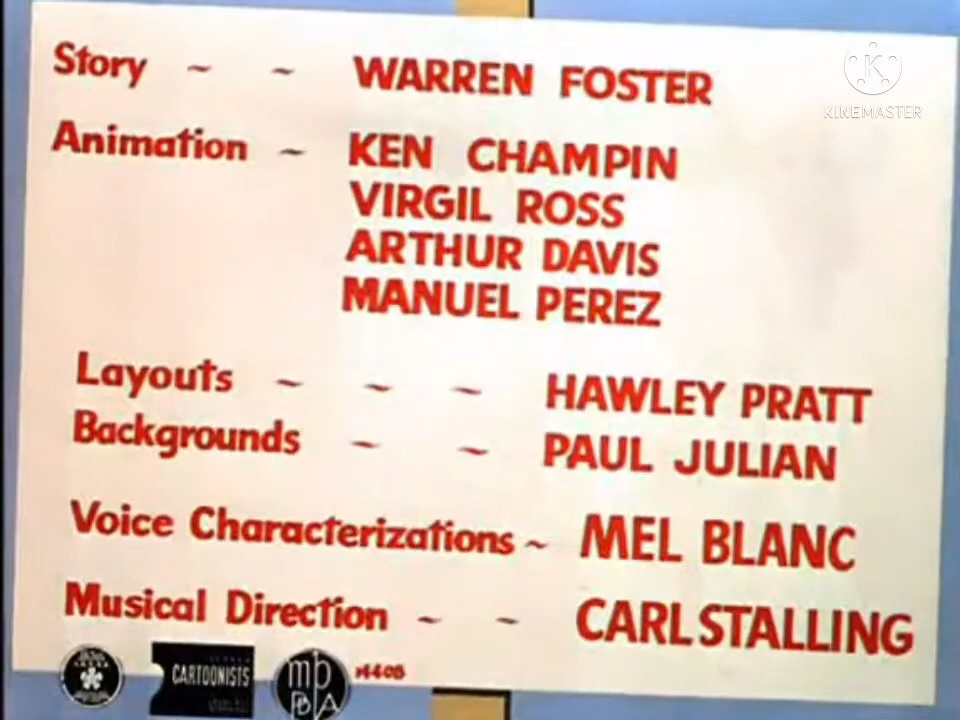 Story ~ ~ WARREN FOSTER
Animation ~ KEN CHAMPIN
VIRGIL ROSS
ARTHUR DAVIS
MANUEL PEREZ
Layouts ~ ~ ~ HAWLEY PRATT
Backgrounds ~ ~ PAUL JULIAN
Voice Characterizations ~ MEL BLANC
Musical Direction ~ ~ CARL STALLING
CARTOONISTS
KINEMASTER
K